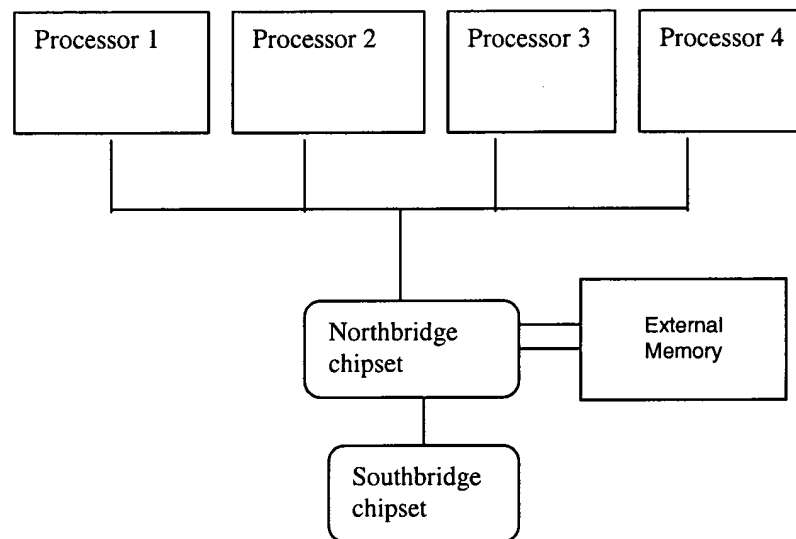 Processor 1
Processor 2
Processor 3
Processor 4
Northbridge
chipset
External
Memory
Southbridge
chipset